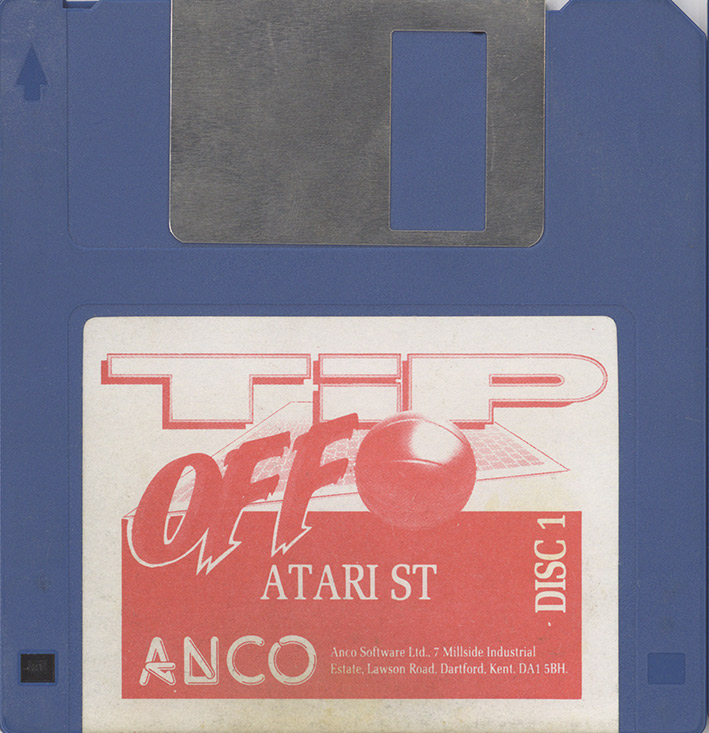 TiP
OFF
ATARI ST
DISC 1
ANCO
Anco Software Ltd., 7 Millside Industrial
Estate, Lawson Road, Dartford, Kent. DA1 5BH.